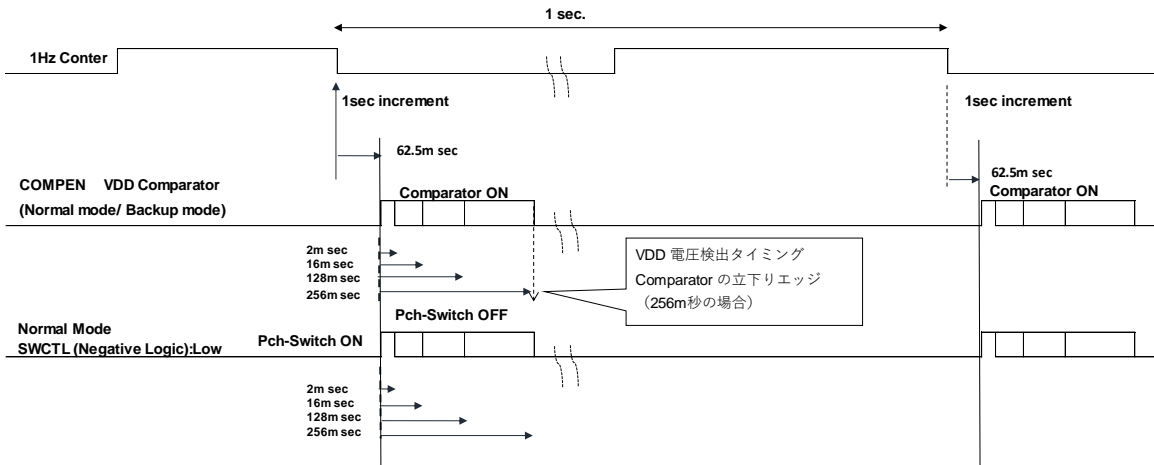 1 sec.
1Hz Conter
1sec increment
1sec increment
62.5m sec
62.5m sec
COMPEN VDD Comparator
(Normal mode/ Backup mode)
Comparator ON
Comparator ON
2m sec
16m sec
128m sec
256m sec
VDD 電圧検出タイミング
Comparator の立下りエッジ
（256m秒の場合）
Pch-Switch OFF
Normal Mode
SWCTL (Negative Logic):Low
Pch-Switch ON
2m sec
16m sec
128m sec
256m sec